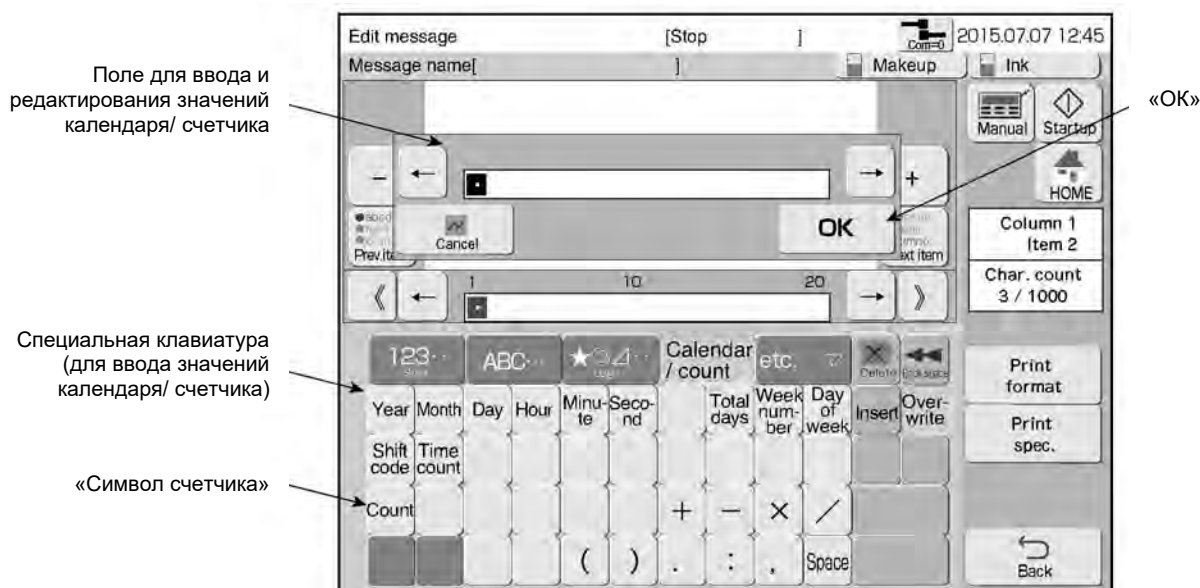 Edit message [Stop ] Com=0 2015.07.07 12:45
Message name[ ] Makeup Ink
Поле для ввода и
редактирования значений
календаря/ счетчика
«ОК»
Manual Startup
← →
- +
HOME
Cancel OK
Prev.ite ext item
Column 1
Item 2
1 10 20
《 ← → 》
Char. count
3 / 1000
Специальная клавиатура
(для ввода значений
календаря/ счетчика)
123·· ABC··· ★○⊿·· Calendar
/ count etc. Delete
Year Month Day Hour Minu-
te Seco-
nd Total
days Week
num-
ber Day
of
week Insert Over-
write
Print
format
Shift
code Time
count
Print
spec.
«Символ счетчика»
Count + − × /
( ) . : , Space
Back